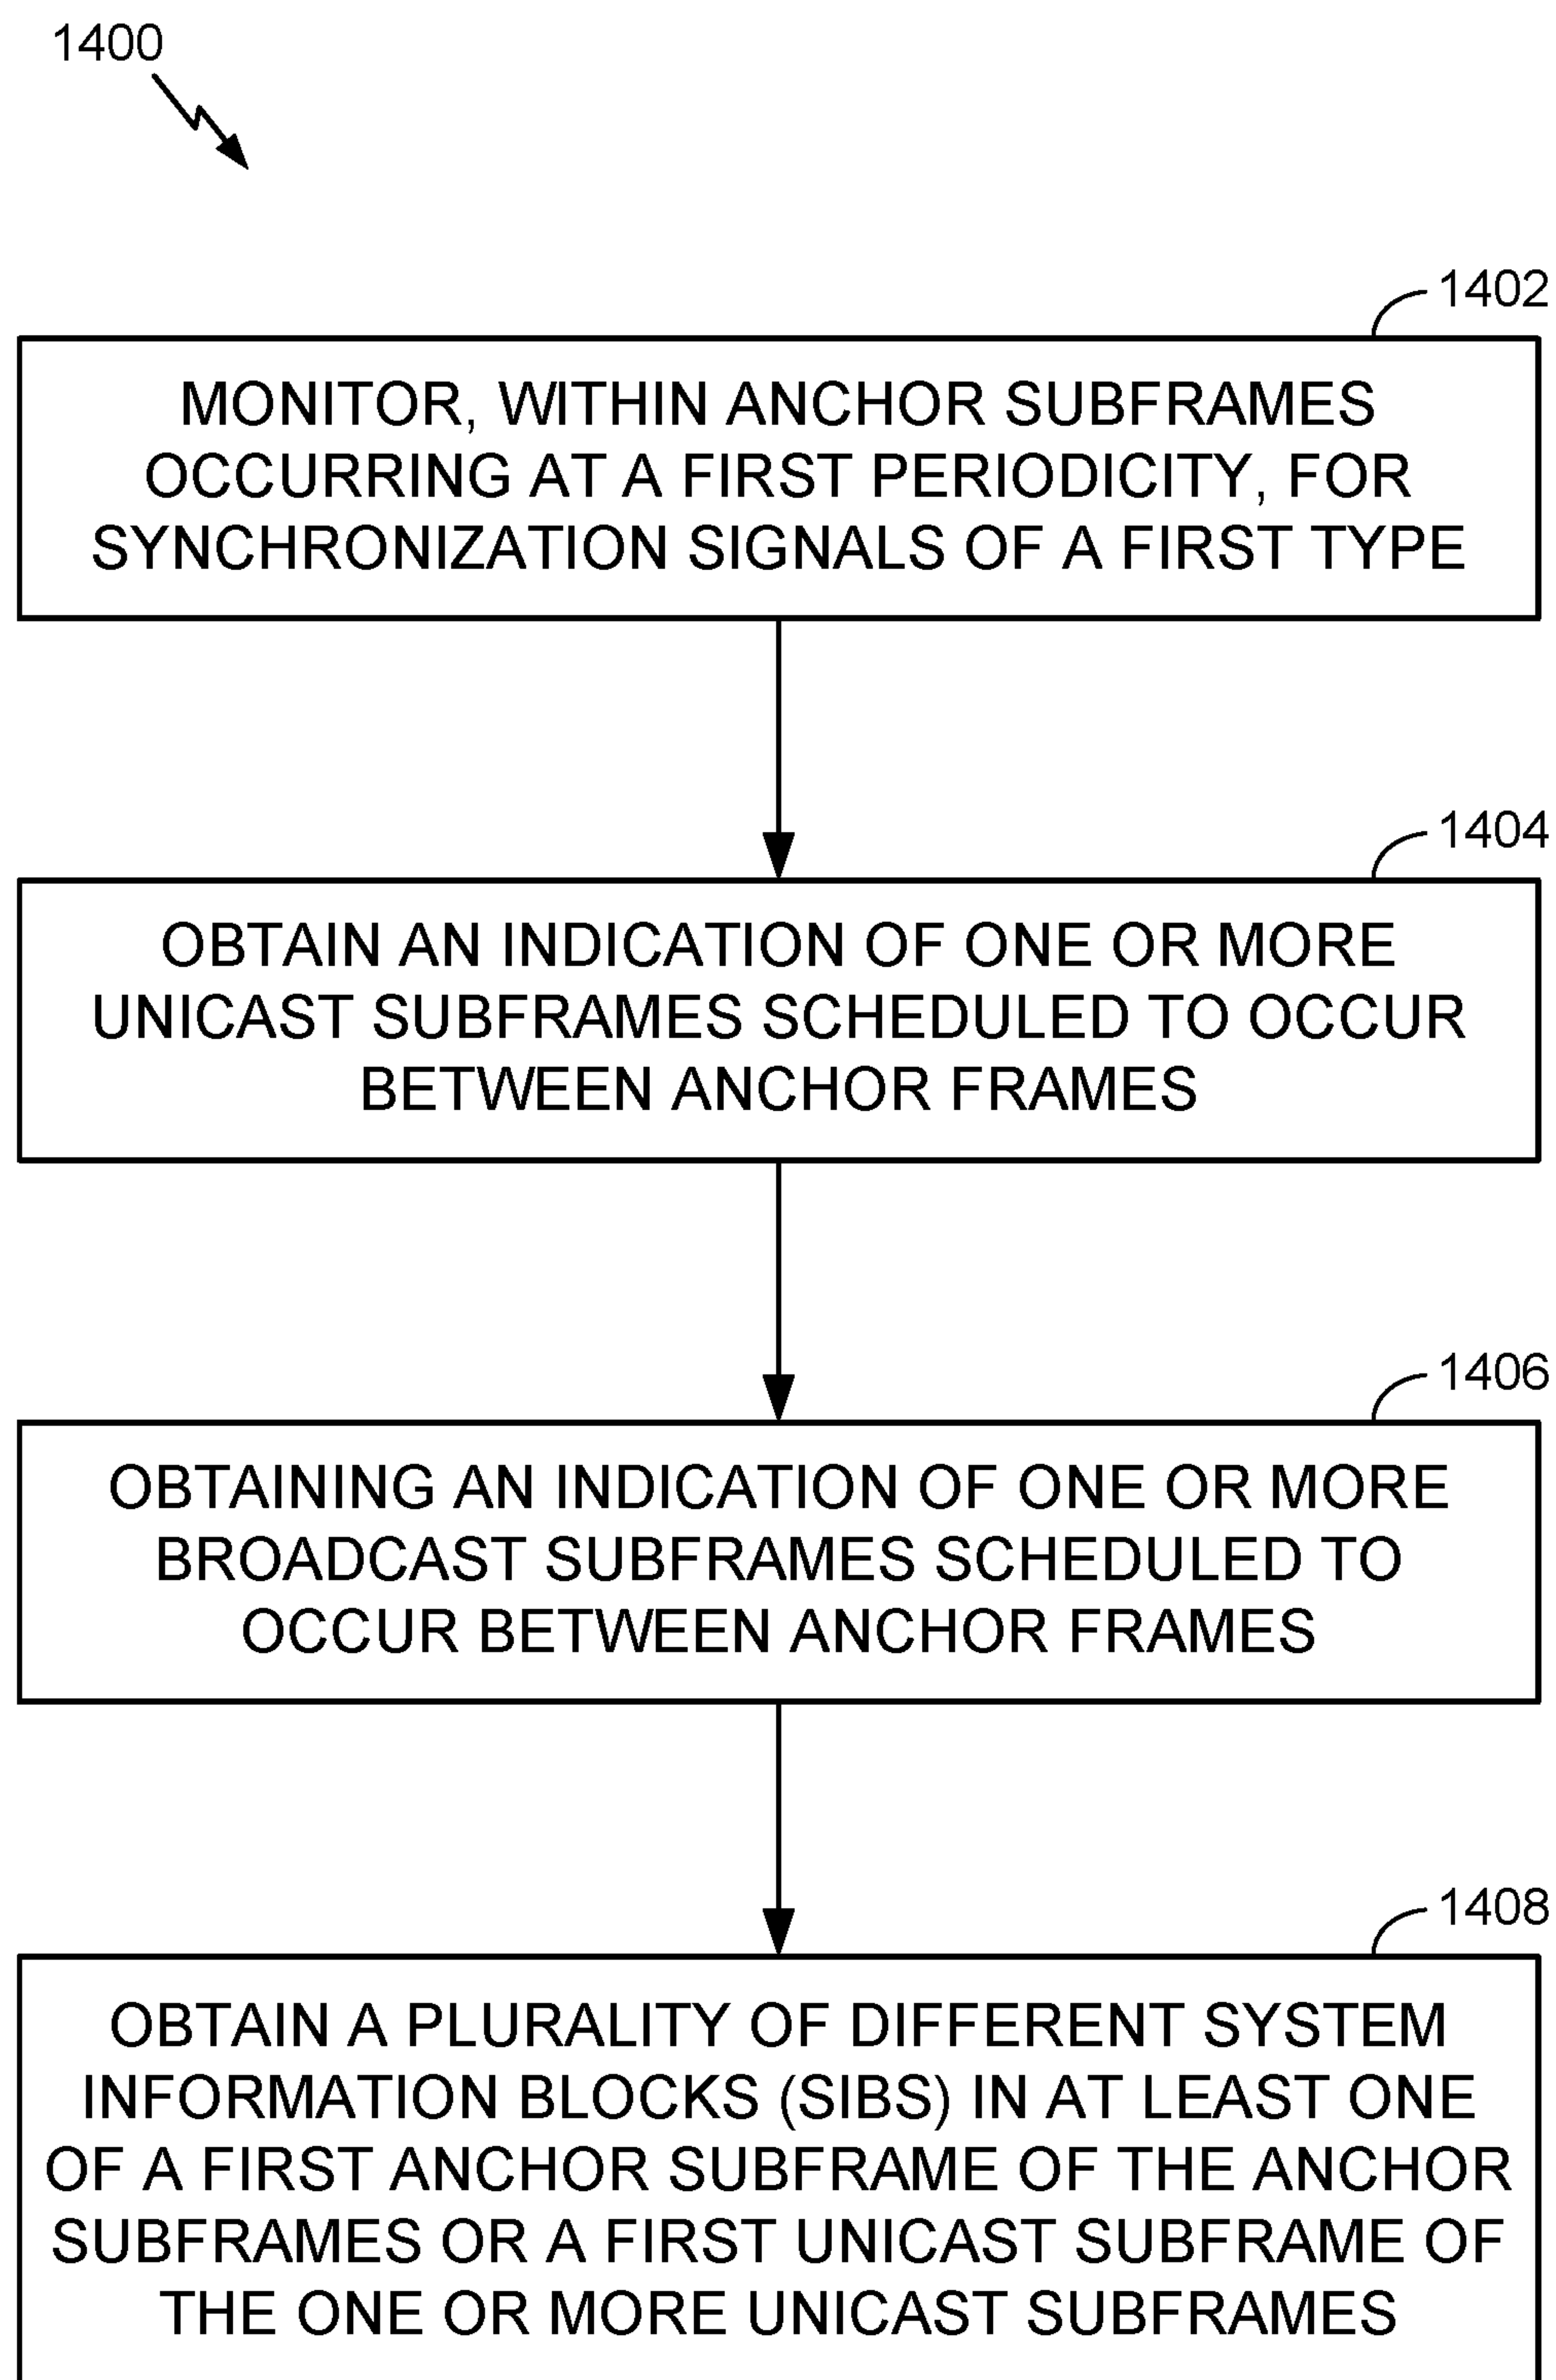 1400
1402
MONITOR, WITHIN ANCHOR SUBFRAMES
OCCURRING AT A FIRST PERIODICITY, FOR
SYNCHRONIZATION SIGNALS OF A FIRST TYPE
1404
OBTAIN AN INDICATION OF ONE OR MORE
UNICAST SUBFRAMES SCHEDULED TO OCCUR
BETWEEN ANCHOR FRAMES
1406
OBTAINING AN INDICATION OF ONE OR MORE
BROADCAST SUBFRAMES SCHEDULED TO
OCCUR BETWEEN ANCHOR FRAMES
1408
OBTAIN A PLURALITY OF DIFFERENT SYSTEM
INFORMATION BLOCKS (SIBS) IN AT LEAST ONE
OF A FIRST ANCHOR SUBFRAME OF THE ANCHOR
SUBFRAMES OR A FIRST UNICAST SUBFRAME OF
THE ONE OR MORE UNICAST SUBFRAMES